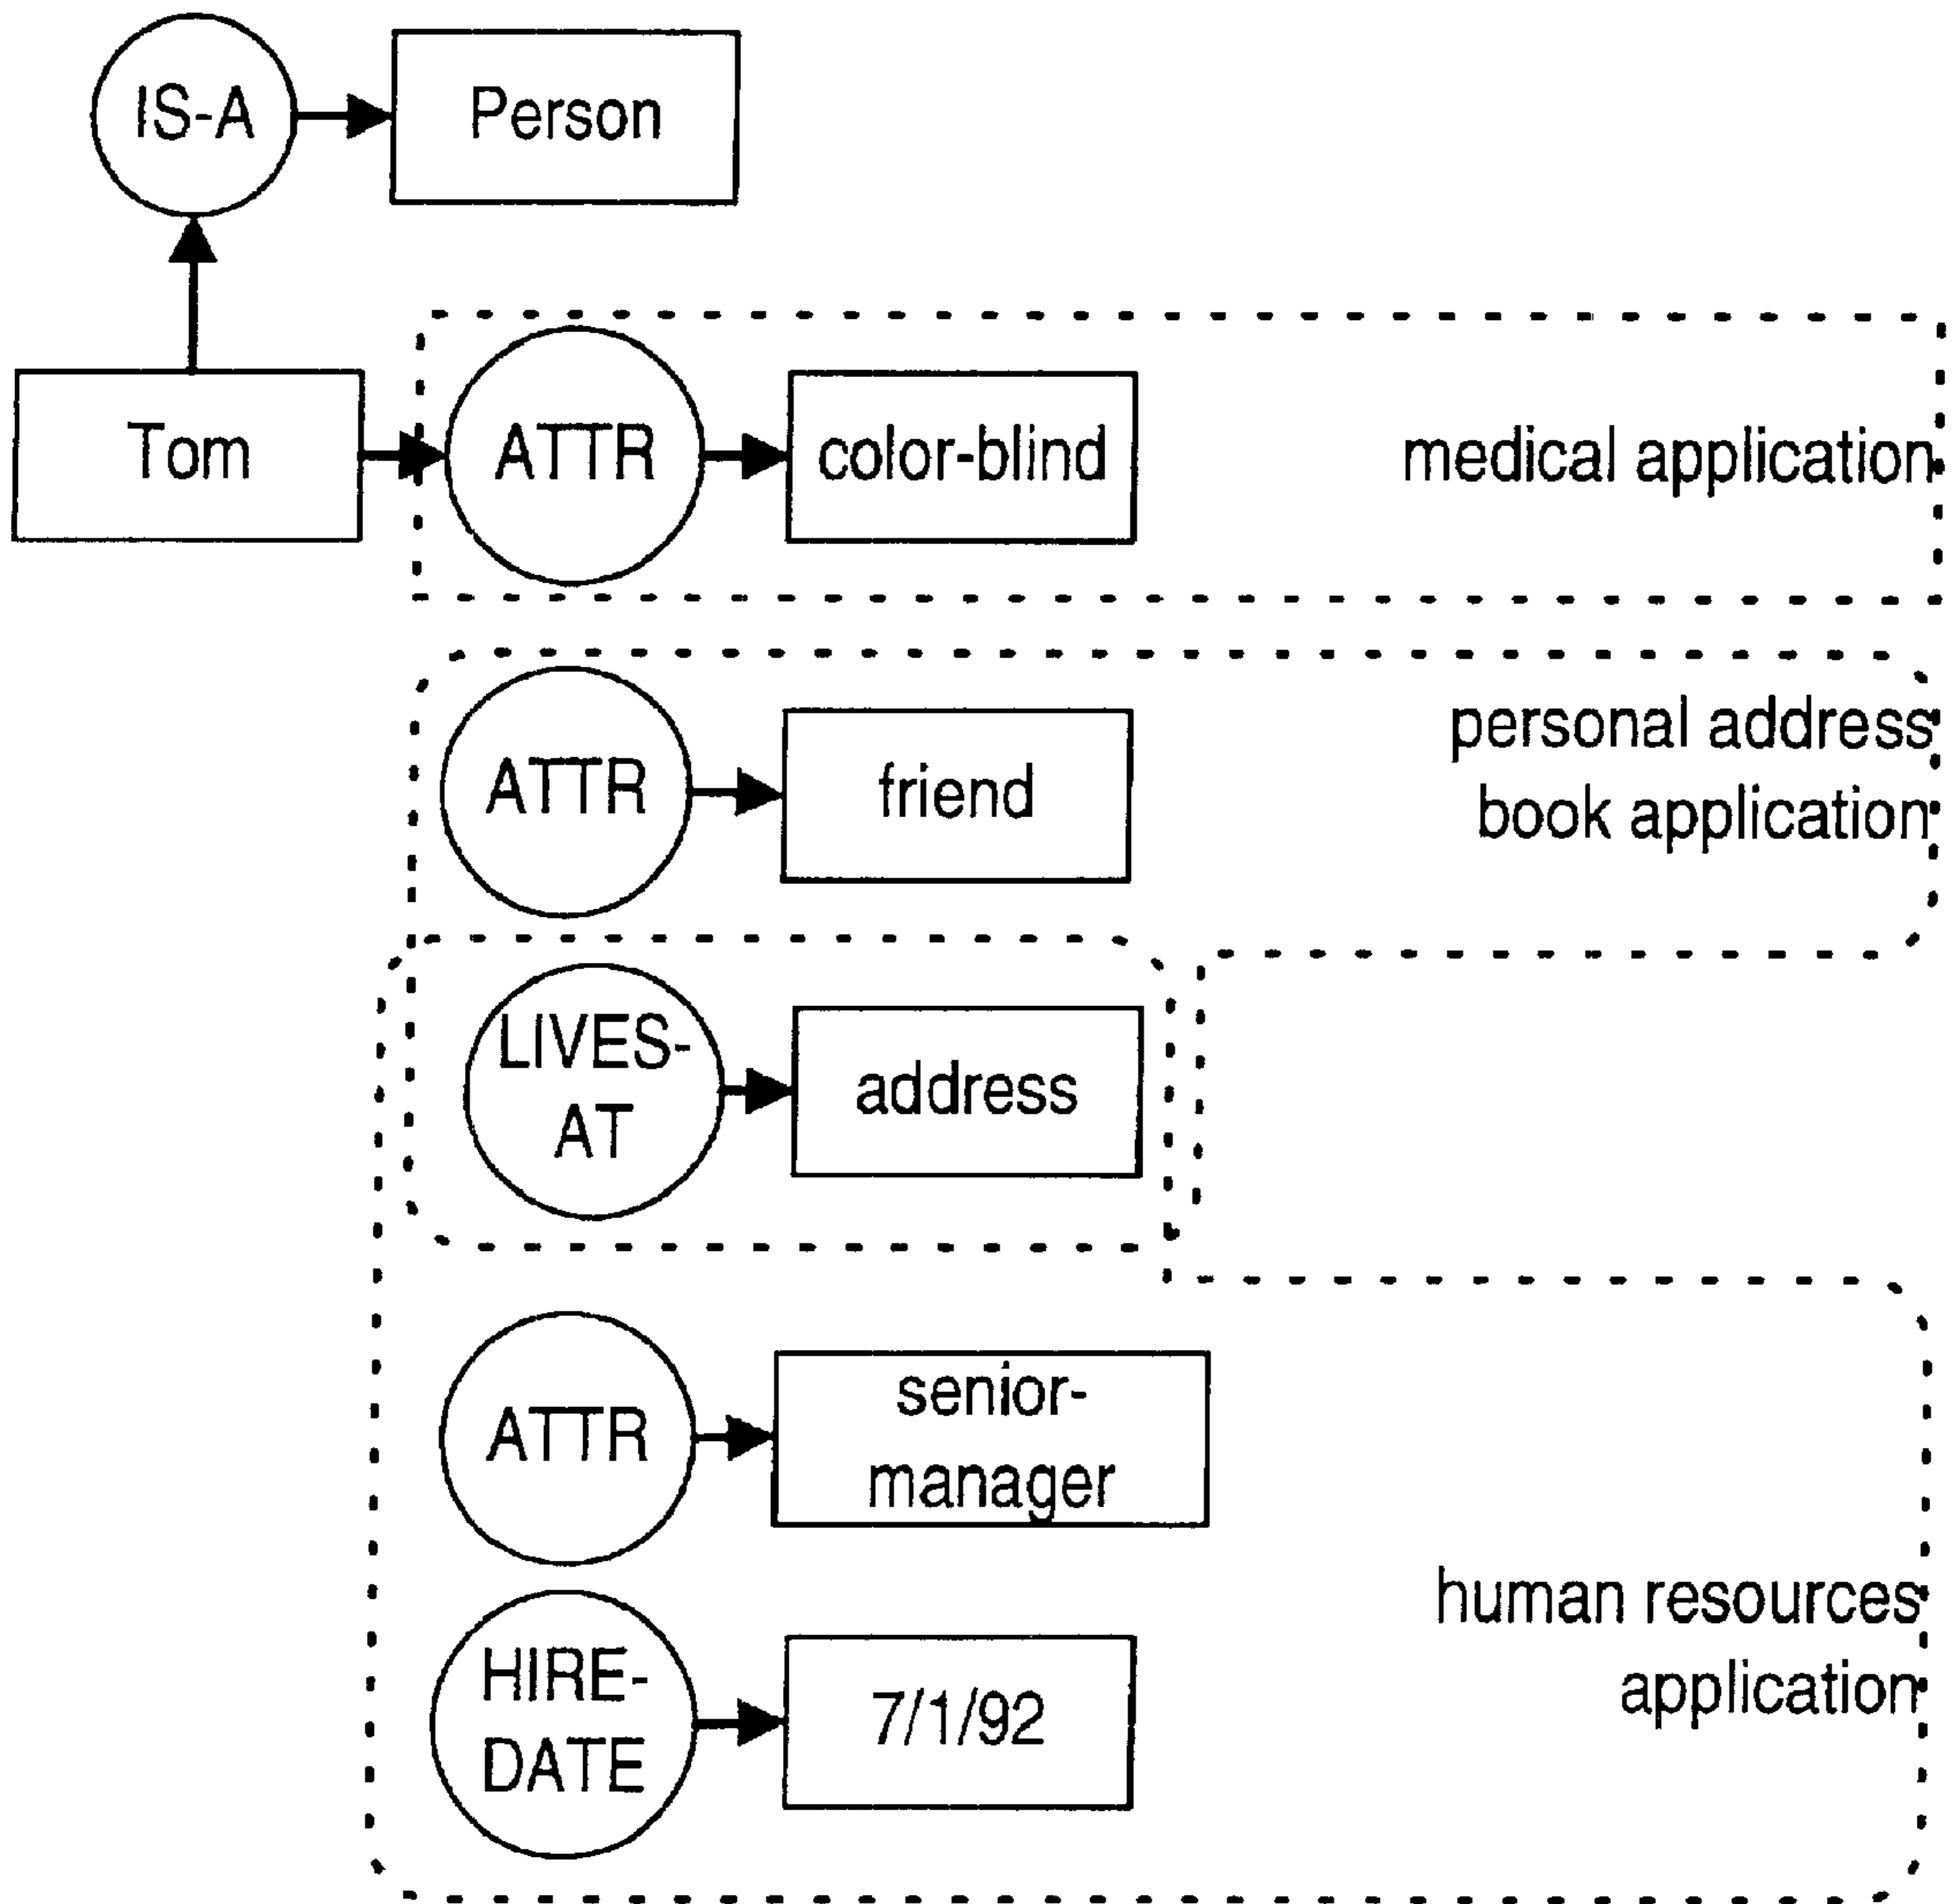 IS-A
Person
Tom
ATTR
color-blind
medical application
ATTR
friend
personal address
book application
LIVES-
AT
address
ATTR
senior-
manager
human resources
application
HIRE-
DATE
7/1/92